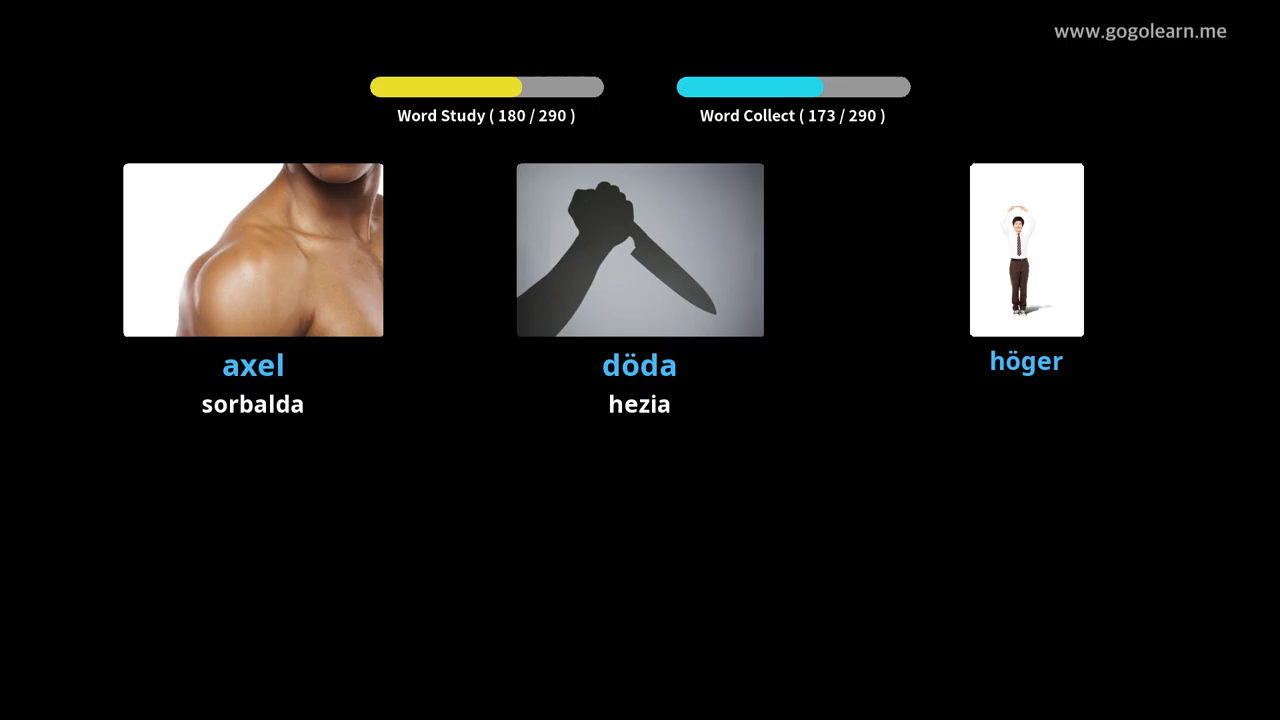 www.gogolearn.me
Word Study ( 180 / 290 )
Word Collect ( 173 / 290 )
axel
sorbalda
döda
hezia
höger